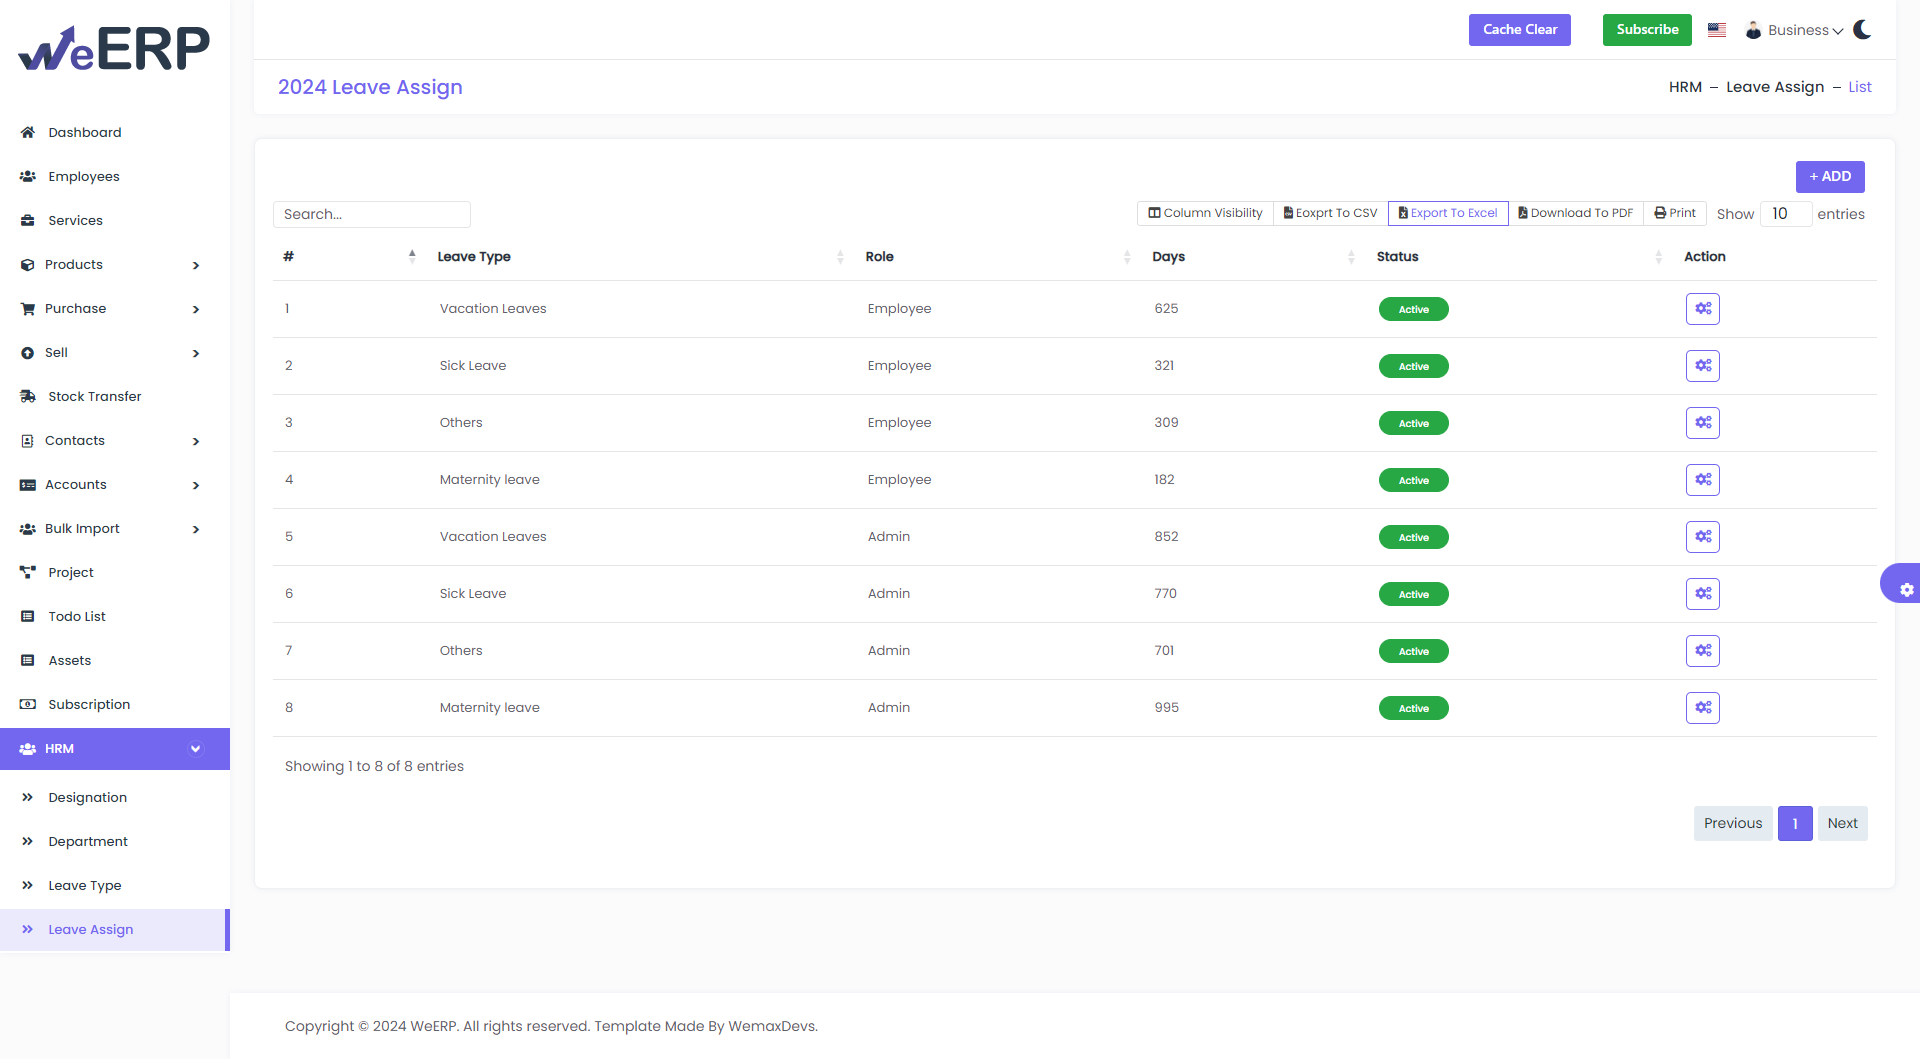 WeERP
Cache Clear
Subscribe
Business
2024 Leave Assign
HRM – Leave Assign – List
Dashboard
Employees
Services
Products
Purchase
Sell
Stock Transfer
Contacts
Accounts
Bulk Import
Project
Todo List
Assets
Subscription
HRM
Designation
Department
Leave Type
Leave Assign
+ ADD
Search...
Column Visibility
Eoxprt To CSV
Export To Excel
Download To PDF
Print
Show 10 entries
# Leave Type Role Days Status Action
1 Vacation Leaves Employee 625 Active
2 Sick Leave Employee 321 Active
3 Others Employee 309 Active
4 Maternity leave Employee 182 Active
5 Vacation Leaves Admin 852 Active
6 Sick Leave Admin 770 Active
7 Others Admin 701 Active
8 Maternity leave Admin 995 Active
Showing 1 to 8 of 8 entries
Previous 1 Next
Copyright © 2024 WeERP. All rights reserved. Template Made By WemaxDevs.